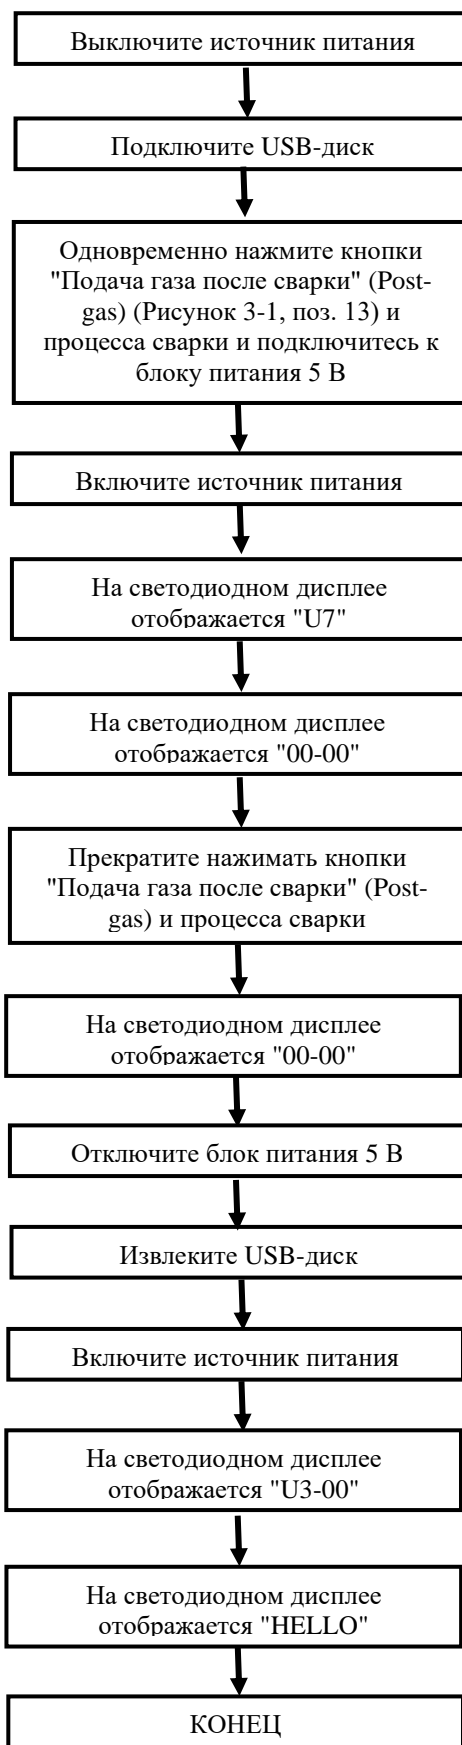 Выключите источник питания
Подключите USB-диск
Одновременно нажмите кнопки
"Подача газа после сварки" (Post-
gas) (Рисунок 3-1, поз. 13) и
процесса сварки и подключитесь к
блоку питания 5 В
Включите источник питания
На светодиодном дисплее
отображается "U7"
На светодиодном дисплее
отображается "00-00"
Прекратите нажимать кнопки
"Подача газа после сварки" (Post-
gas) и процесса сварки
На светодиодном дисплее
отображается "00-00"
Отключите блок питания 5 В
Извлеките USB-диск
Включите источник питания
На светодиодном дисплее
отображается "U3-00"
На светодиодном дисплее
отображается "HELLO"
КОНЕЦ